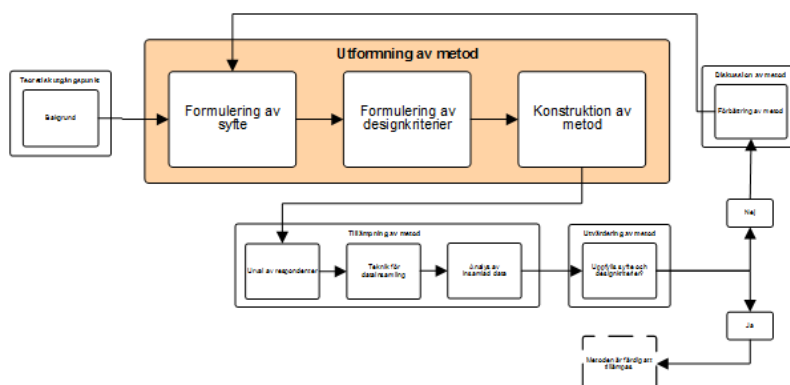 Utformning av metod
Teoretisk utgångspunkt
Diskussion av metod
Bakgrund
Formulering av
syfte
Formulering av
designkriterier
Konstruktion av
metod
Förbättring av metod
Nej
Tillämpning av metod
Utvärdering av metod
Urval av respondenter
Teknik för
datainsamling
Analys av
insamlad data
Uppfylls syfte och
designkriterier?
Ja
Metoden är färdig att
tillämpas